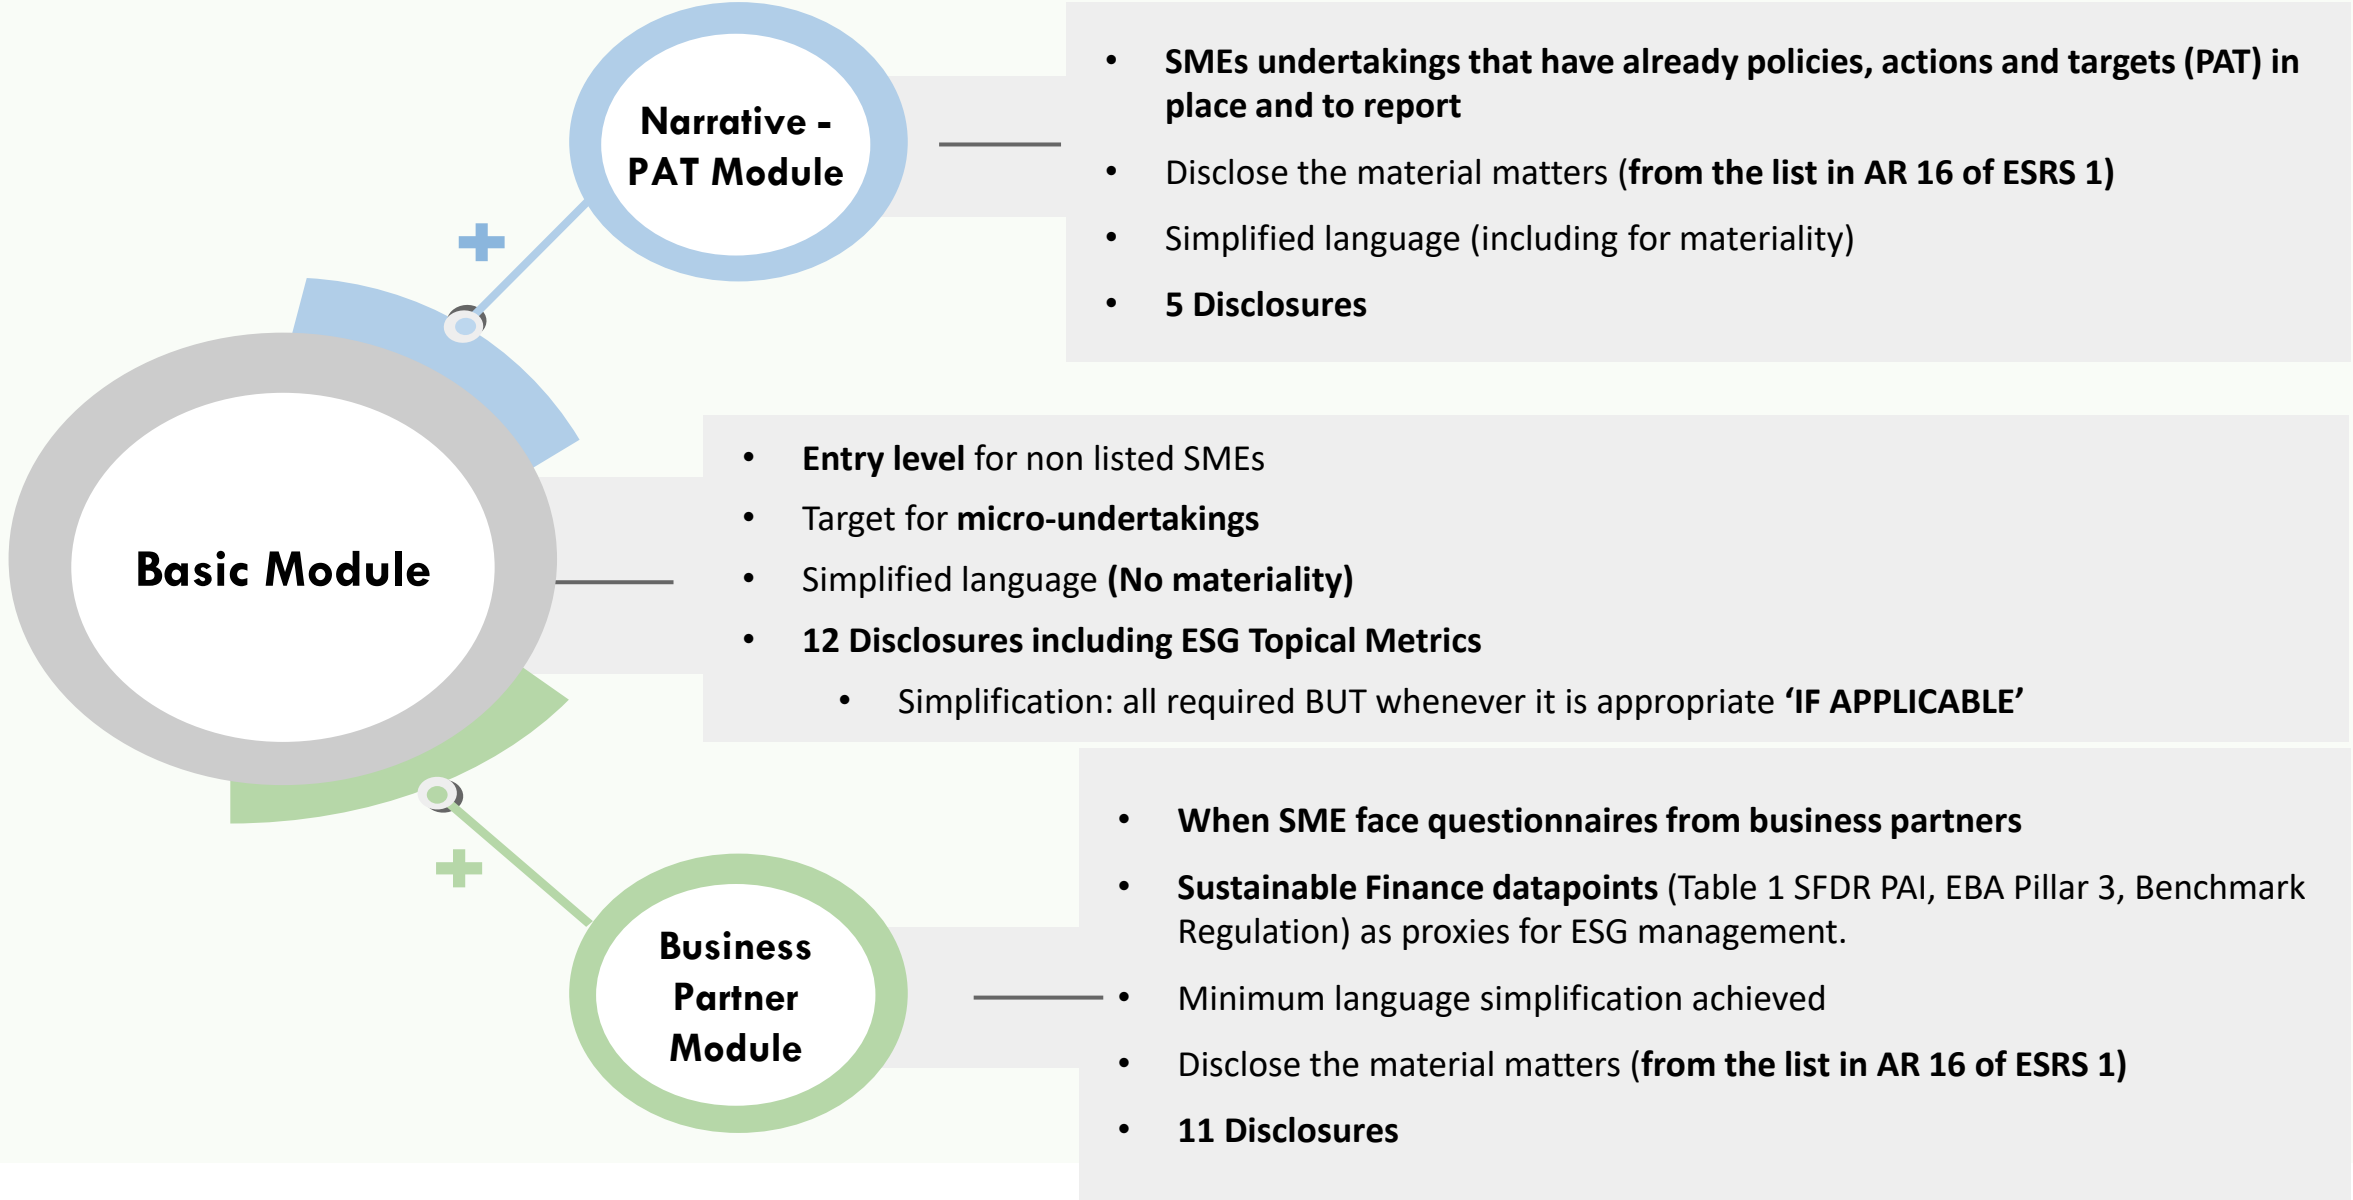 Narrative -
PAT Module
• SMEs undertakings that have already policies, actions and targets (PAT) in
place and to report
• Disclose the material matters (from the list in AR 16 of ESRS 1)
• Simplified language (including for materiality)
• 5 Disclosures
Basic Module
• Entry level for non listed SMEs
• Target for micro-undertakings
• Simplified language (No materiality)
• 12 Disclosures including ESG Topical Metrics
• Simplification: all required BUT whenever it is appropriate ‘IF APPLICABLE’
Business
Partner
Module
• When SME face questionnaires from business partners
• Sustainable Finance datapoints (Table 1 SFDR PAI, EBA Pillar 3, Benchmark
Regulation) as proxies for ESG management.
• Minimum language simplification achieved
• Disclose the material matters (from the list in AR 16 of ESRS 1)
• 11 Disclosures